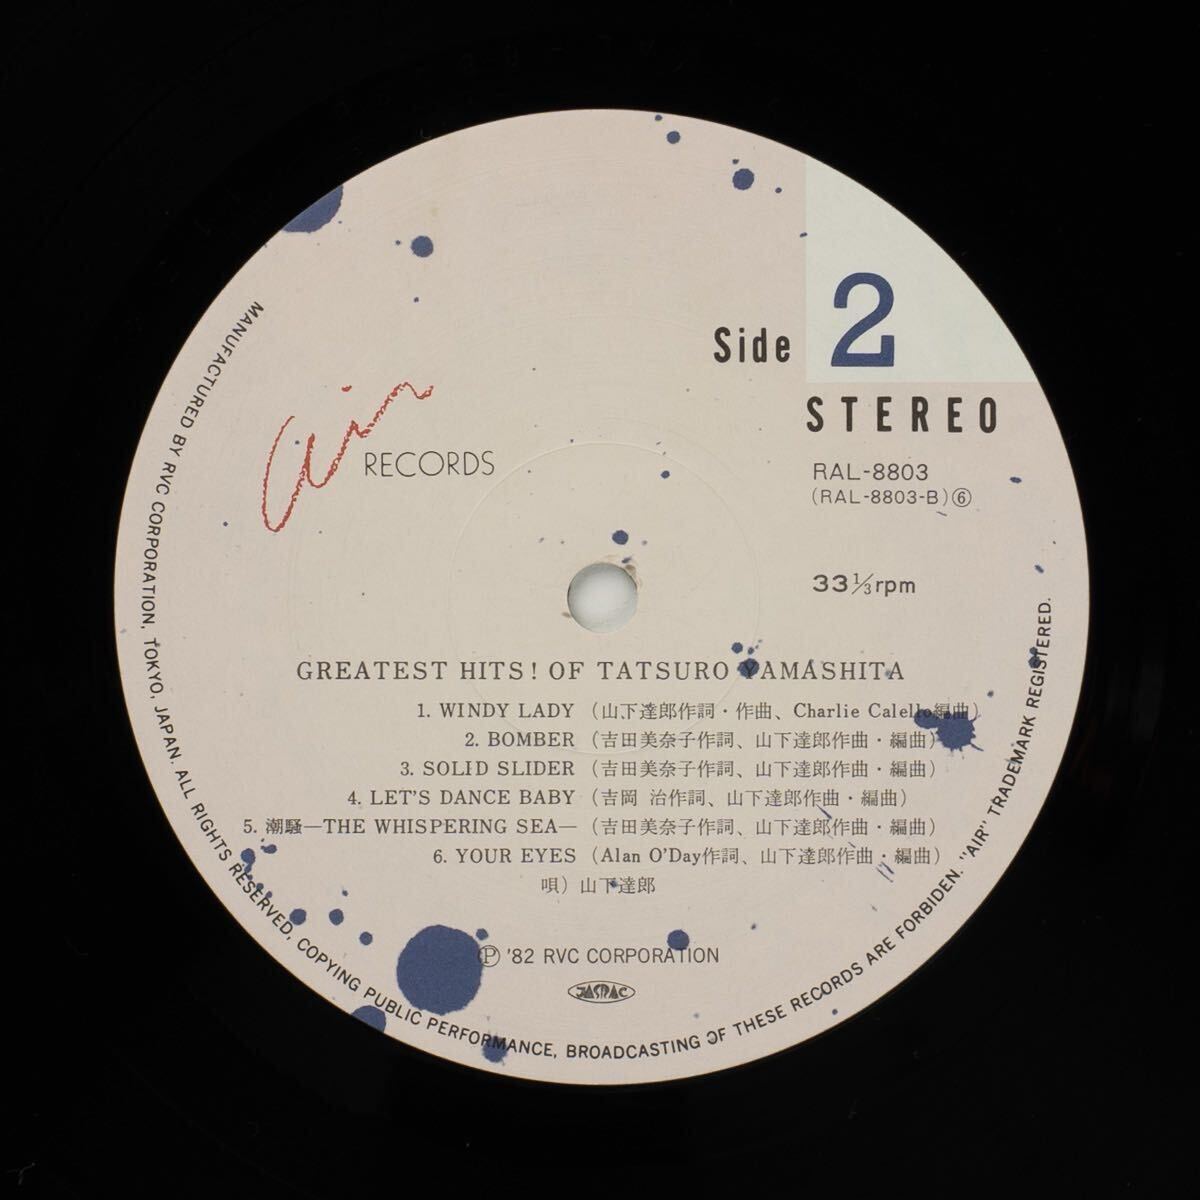 Side 2
STEREO
air RECORDS
RAL-8803
(RAL-8803-B)⑥
33 1/3 rpm
GREATEST HITS! OF TATSURO YAMASHITA
1. WINDY LADY (山下達郎作詞・作曲、Charlie Calello編曲)
2. BOMBER (吉田美奈子作詞、山下達郎作曲・編曲)
3. SOLID SLIDER (吉田美奈子作詞、山下達郎作曲・編曲)
4. LET'S DANCE BABY (吉岡 治作詞、山下達郎作曲・編曲)
5. 潮騒—THE WHISPERING SEA— (吉田美奈子作詞、山下達郎作曲・編曲)
6. YOUR EYES (Alan O'Day作詞、山下達郎作曲・編曲)
唄) 山下達郎
Ⓟ '82 RVC CORPORATION
JASRAC
MANUFACTURED BY RVC CORPORATION, TOKYO, JAPAN. ALL RIGHTS RESERVED, COPYING PUBLIC PERFORMANCE, BROADCASTING OF THESE RECORDS ARE FORBIDEN. "AIR" TRADEMARK REGISTERED.